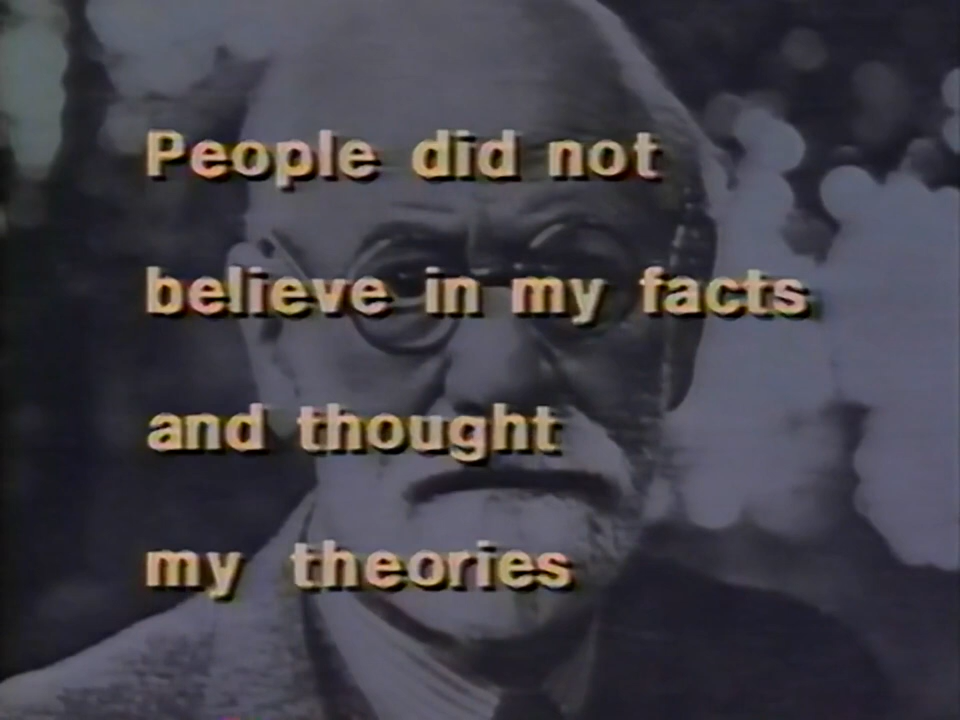 People did not
believe in my facts
and thought
my theories